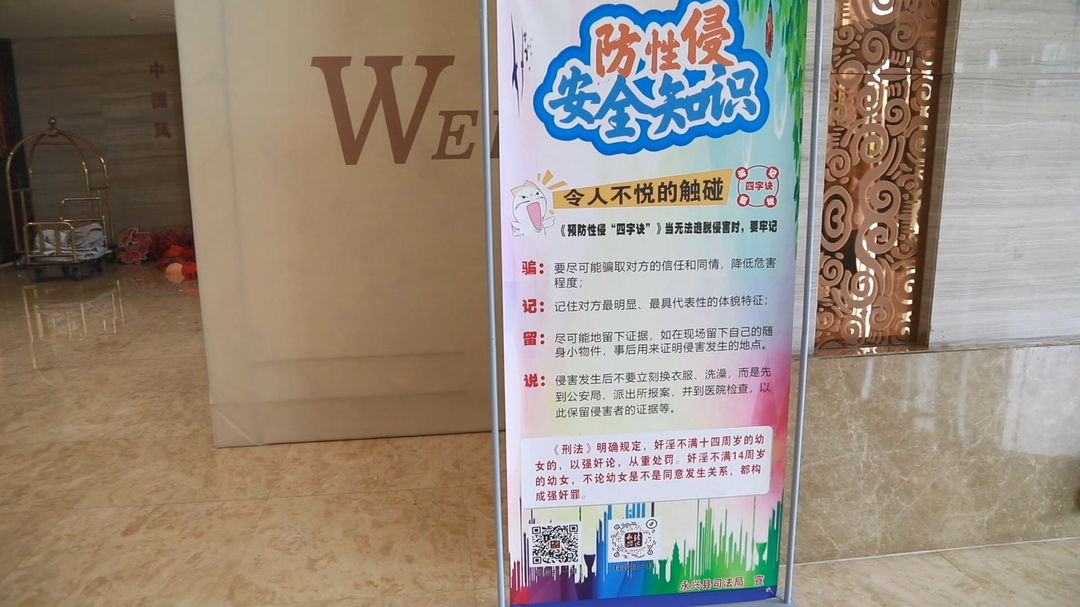 中
国
风
WEL
防性侵
安全知识
令人不悦的触碰
骗
记
四字诀
留
说
《预防性侵“四字诀”》当无法逃脱侵害时，要牢记
骗：要尽可能骗取对方的信任和同情，降低危害
程度；
记：记住对方最明显、最具代表性的体貌特征；
留：尽可能地留下证据，如在现场留下自己的随
身小物件，事后用来证明侵害发生的地点。
说：侵害发生后不要立刻换衣服、洗澡，而是先
到公安局、派出所报案，并到医院检查，以
此保留侵害者的证据等。
《刑法》明确规定，奸淫不满十四周岁的幼
女的，以强奸论，从重处罚。奸淫不满14周岁
的幼女，不论幼女是不是同意发生关系，都构
成强奸罪。
永兴县司法局 宣